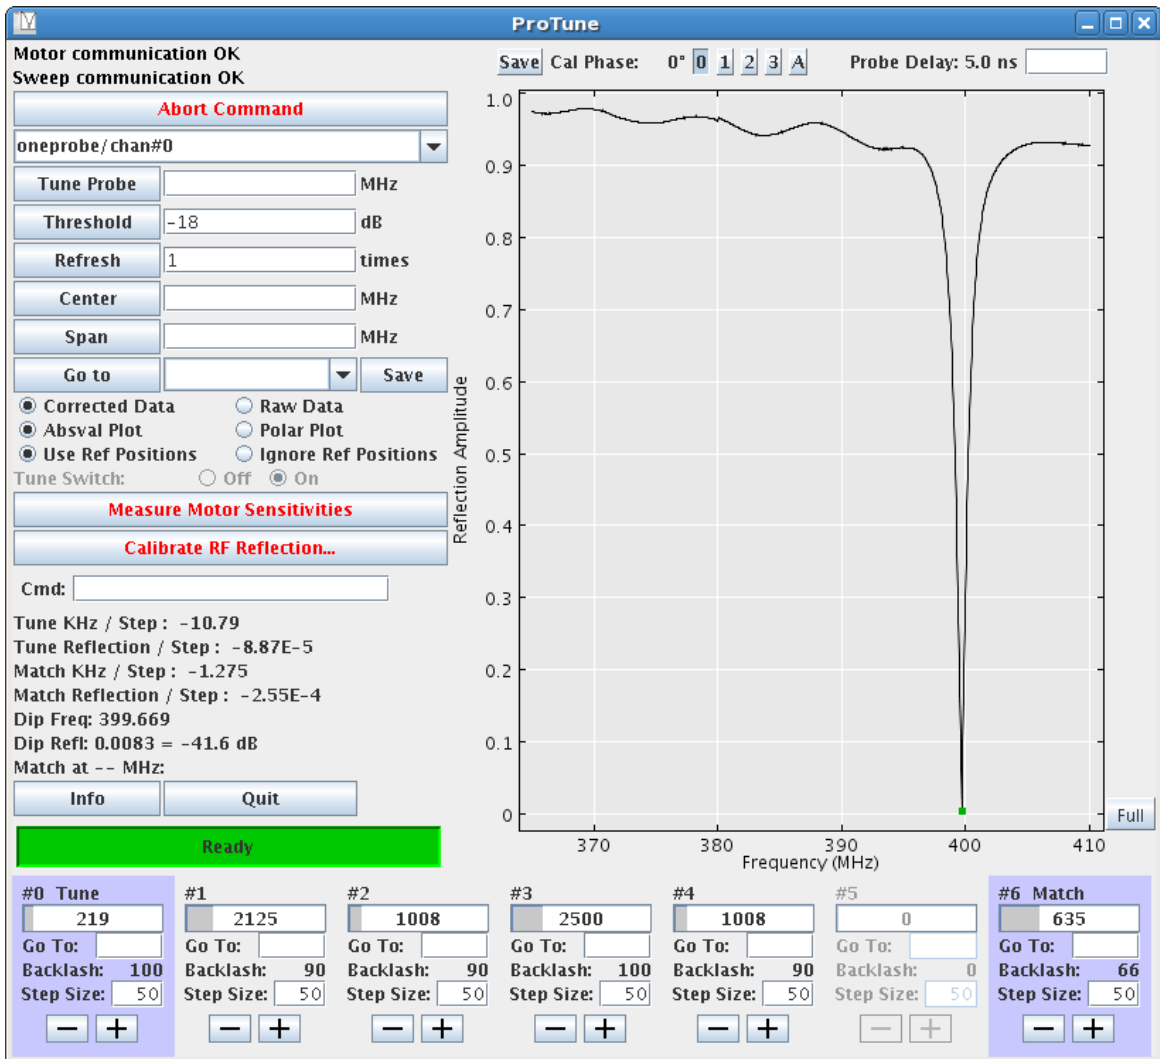 ProTune
Motor communication OK
Sweep communication OK
Abort Command
oneprobe/chan#0
Tune Probe MHz
Threshold -18 dB
Refresh 1 times
Center MHz
Span MHz
Go to Save
Corrected Data Raw Data
Absval Plot Polar Plot
Use Ref Positions Ignore Ref Positions
Tune Switch: Off On
Measure Motor Sensitivities
Calibrate RF Reflection...
Cmd:
Tune KHz / Step : -10.79
Tune Reflection / Step : -8.87E-5
Match KHz / Step : -1.275
Match Reflection / Step : -2.55E-4
Dip Freq: 399.669
Dip Refl: 0.0083 = -41.6 dB
Match at -- MHz:
Info Quit
Ready
Save Cal Phase: 0° 0 1 2 3 A Probe Delay: 5.0 ns
1.0
0.9
0.8
0.7
0.6
0.5
0.4
0.3
0.2
0.1
0
Reflection Amplitude
370 380 390 400 410
Frequency (MHz)
Full
#0 Tune
219
Go To:
Backlash: 100
Step Size: 50
− +
#1
2125
Go To:
Backlash: 90
Step Size: 50
− +
#2
1008
Go To:
Backlash: 90
Step Size: 50
− +
#3
2500
Go To:
Backlash: 100
Step Size: 50
− +
#4
1008
Go To:
Backlash: 90
Step Size: 50
− +
#5
0
Go To:
Backlash: 0
Step Size: 50
− +
#6 Match
635
Go To:
Backlash: 66
Step Size: 50
− +